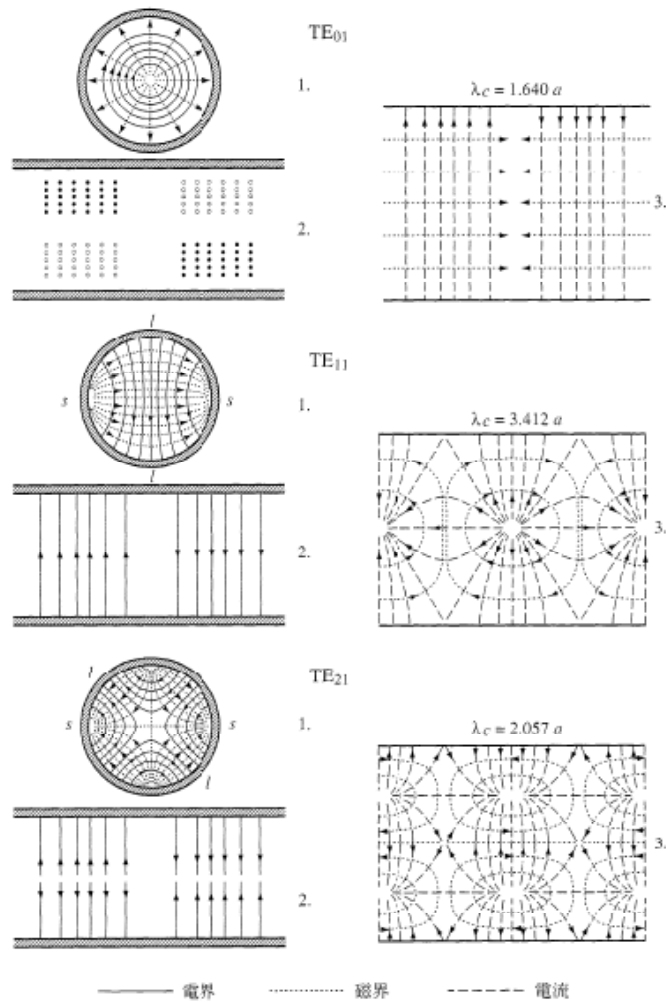 TE01
1.
λc = 1.640 a
2.
3.
l
TE11
s
s
1.
λc = 3.412 a
l
2.
3.
TE21
l
s
s
1.
λc = 2.057 a
l
2.
3.
電界 磁界 電流